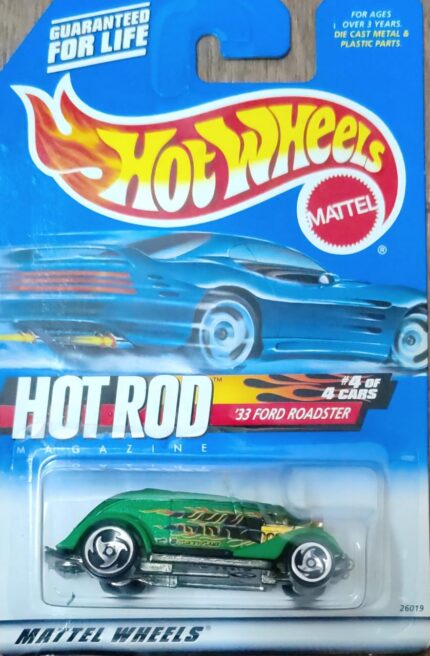 GUARANTEED
FOR LIFE
FOR AGES
OVER 3 YEARS.
DIE CAST METAL &
PLASTIC PARTS.
HOT WHEELS
MATTEL
®
HOT ROD™
MAGAZINE
#4 OF
4 CARS
'33 FORD ROADSTER
26019
MATTEL WHEELS